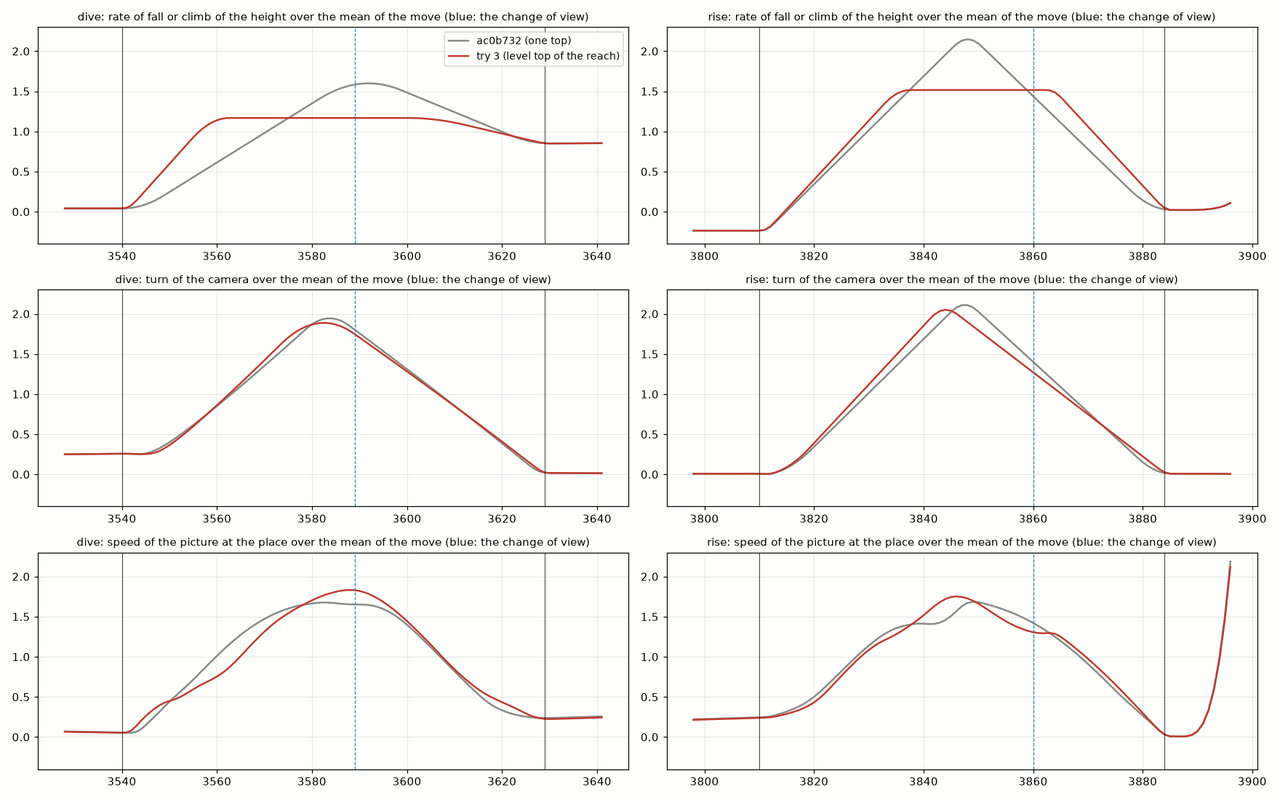 dive: rate of fall or climb of the height over the mean of the move (blue: the change of view)
ac0b732 (one top)
try 3 (level top of the reach)
2.0
1.5
1.0
0.5
0.0
3540 3560 3580 3600 3620 3640
rise: rate of fall or climb of the height over the mean of the move (blue: the change of view)
2.0
1.5
1.0
0.5
0.0
3800 3820 3840 3860 3880 3900
dive: turn of the camera over the mean of the move (blue: the change of view)
2.0
1.5
1.0
0.5
0.0
3540 3560 3580 3600 3620 3640
rise: turn of the camera over the mean of the move (blue: the change of view)
2.0
1.5
1.0
0.5
0.0
3800 3820 3840 3860 3880 3900
dive: speed of the picture at the place over the mean of the move (blue: the change of view)
2.0
1.5
1.0
0.5
0.0
3540 3560 3580 3600 3620 3640
rise: speed of the picture at the place over the mean of the move (blue: the change of view)
2.0
1.5
1.0
0.5
0.0
3800 3820 3840 3860 3880 3900